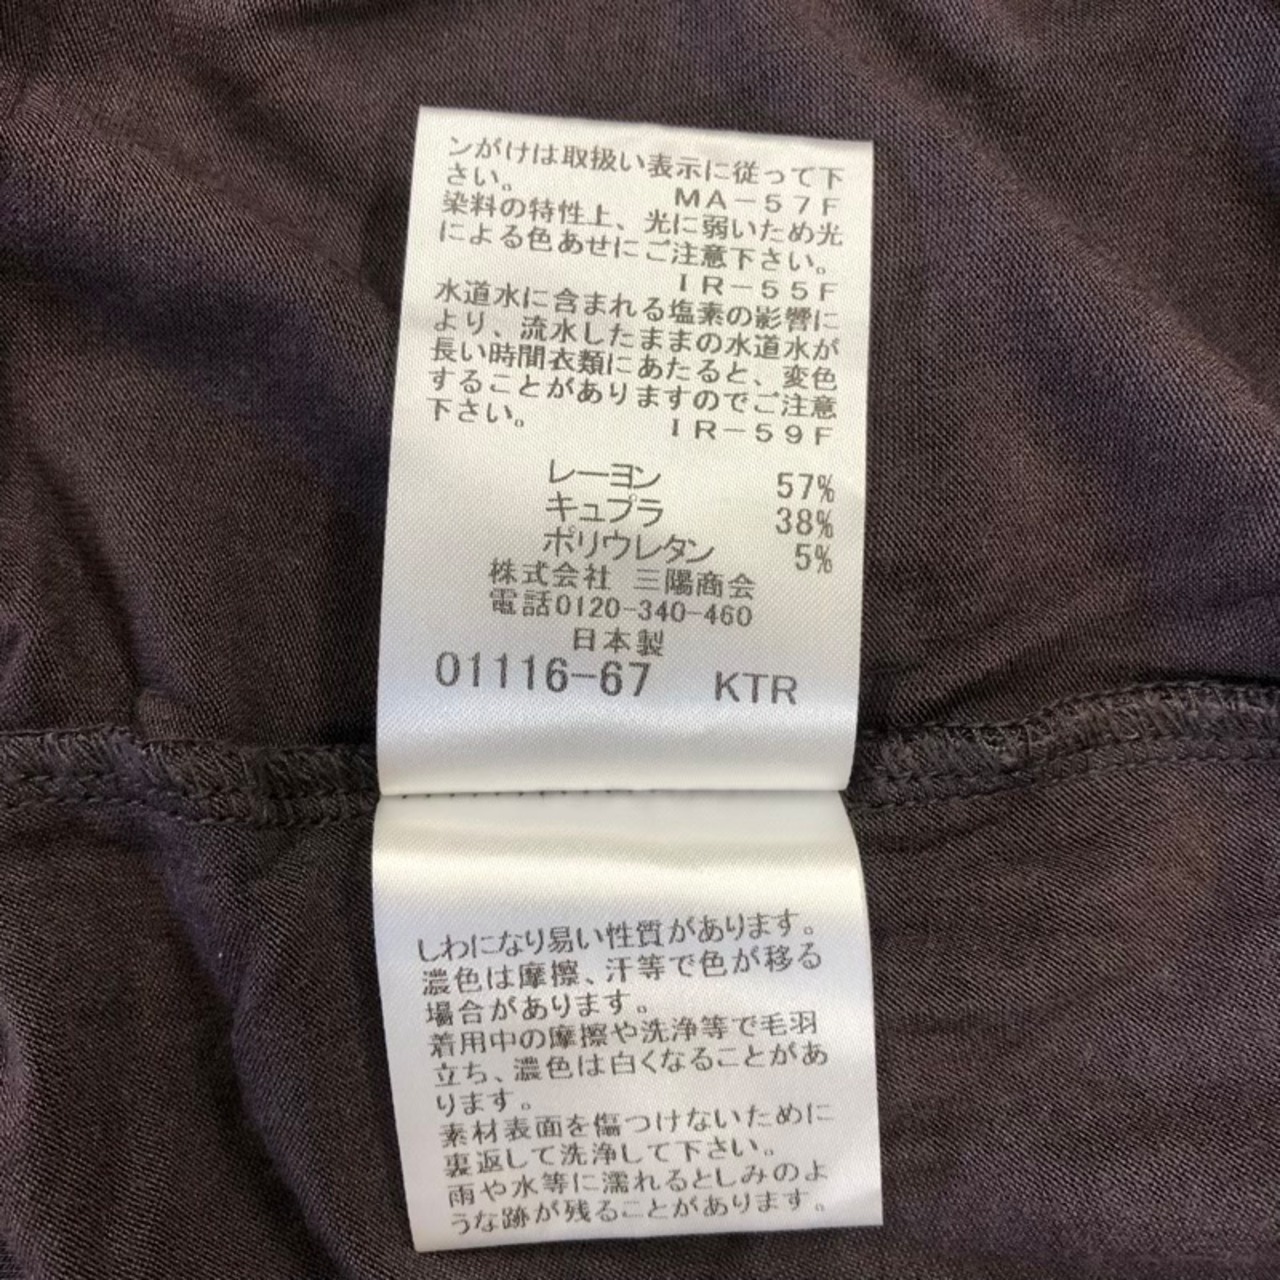 ンがけは取扱い表示に従って下
さい。 MA－57F
染料の特性上、光に弱いため光
による色あせにご注意下さい。
IR－55F
水道水に含まれる塩素の影響に
より、流水したままの水道水が
長い時間衣類にあたると、変色
することがありますのでご注意
下さい。 IR－59F
レーヨン 57%
キュプラ 38%
ポリウレタン 5%
株式会社 三陽商会
電話0120-340-460
日本製
01116-67 KTR
しわになり易い性質があります。
濃色は摩擦、汗等で色が移る
場合があります。
着用中の摩擦や洗浄等で毛羽
立ち、濃色は白くなることがあ
ります。
素材表面を傷つけないために
裏返して洗浄して下さい。
雨や水等に濡れるとしみのよ
うな跡が残ることがあります。